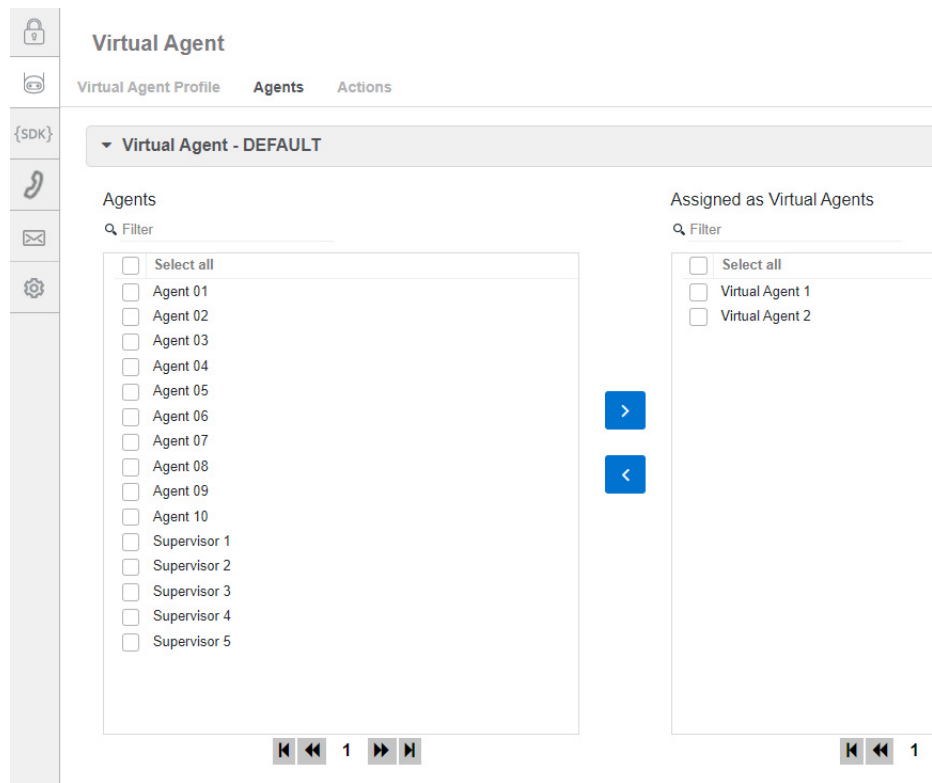 Virtual Agent
Virtual Agent Profile Agents Actions
{SDK}
Virtual Agent - DEFAULT
Agents
Filter
Select all
Agent 01
Agent 02
Agent 03
Agent 04
Agent 05
Agent 06
Agent 07
Agent 08
Agent 09
Agent 10
Supervisor 1
Supervisor 2
Supervisor 3
Supervisor 4
Supervisor 5
1
Assigned as Virtual Agents
Filter
Select all
Virtual Agent 1
Virtual Agent 2
1